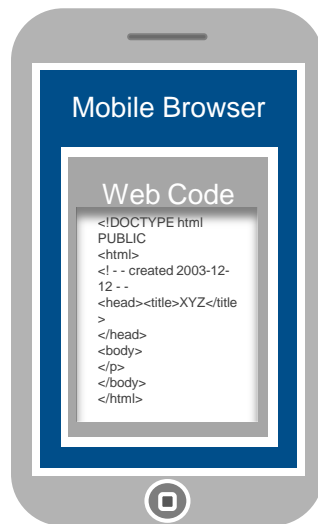 Mobile Browser
Web Code
<!DOCTYPE html
PUBLIC
<html>
<! - - created 2003-12-
12 - -
<head><title>XYZ</title
>
</head>
<body>
</p>
</body>
</html>